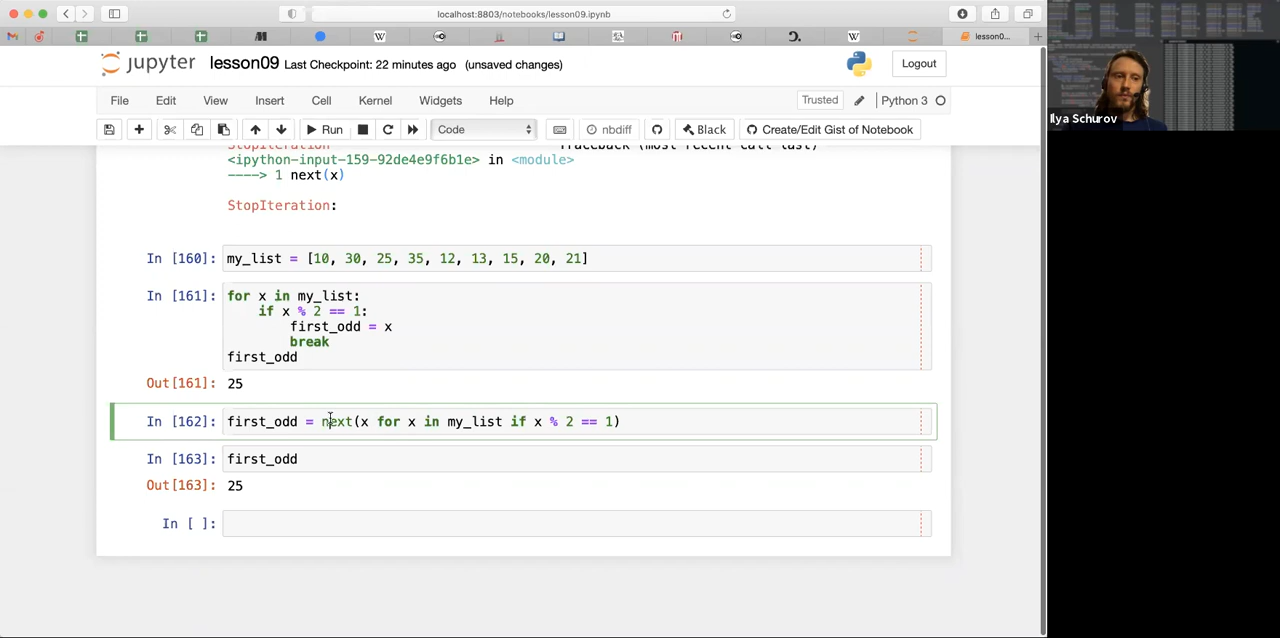 localhost:8803/notebooks/lesson09.ipynb
lesson0...
jupyter lesson09 Last Checkpoint: 22 minutes ago (unsaved changes)
Logout
File Edit View Insert Cell Kernel Widgets Help
Trusted Python 3
Run Code nbdiff Black Create/Edit Gist of Notebook
StopIteration Traceback (most recent call last)
<ipython-input-159-92de4e9f6b1e> in <module>
----> 1 next(x)
StopIteration:
In [160]: my_list = [10, 30, 25, 35, 12, 13, 15, 20, 21]
In [161]: for x in my_list:
if x % 2 == 1:
first_odd = x
break
first_odd
Out[161]: 25
In [162]: first_odd = next(x for x in my_list if x % 2 == 1)
In [163]: first_odd
Out[163]: 25
In [ ]:
Ilya Schurov